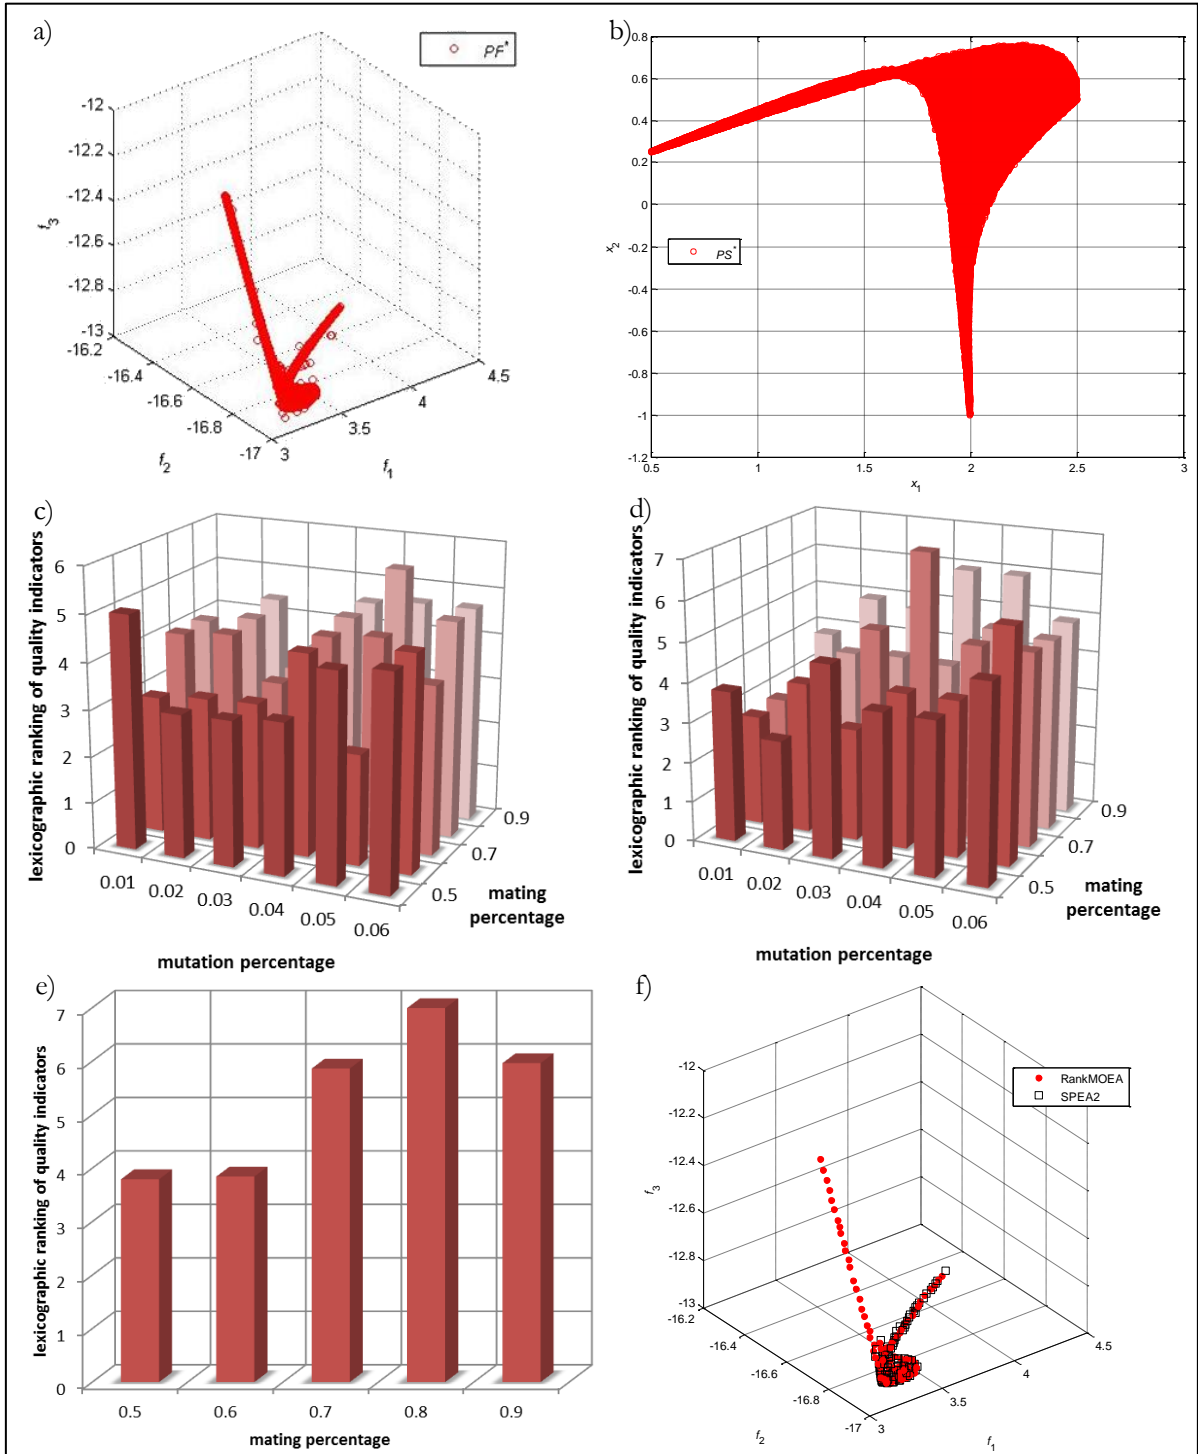 a)
PF*
-12
-12.2
-12.4
-12.6
-12.8
-13
f3
-16.2
-16.4
-16.6
-16.8
-17
f2
3
3.5
4
4.5
f1
b)
0.8
0.6
0.4
0.2
0
-0.2
-0.4
-0.6
-0.8
-1
-1.2
x2
PS*
0.5 1 1.5 2 2.5 3
x1
c)
lexicographic ranking of quality indicators
6
5
4
3
2
1
0
0.01 0.02 0.03 0.04 0.05 0.06
mutation percentage
0.5
0.7
0.9
mating
percentage
d)
lexicographic ranking of quality indicators
7
6
5
4
3
2
1
0
0.01 0.02 0.03 0.04 0.05 0.06
mutation percentage
0.5
0.7
0.9
mating
percentage
e)
lexicographic ranking of quality indicators
7
6
5
4
3
2
1
0
0.5 0.6 0.7 0.8 0.9
mating percentage
f)
RankMOEA
SPEA2
-12
-12.2
-12.4
-12.6
-12.8
-13
f3
-16.2
-16.4
-16.6
-16.8
-17
f2
3
3.5
4
4.5
f1